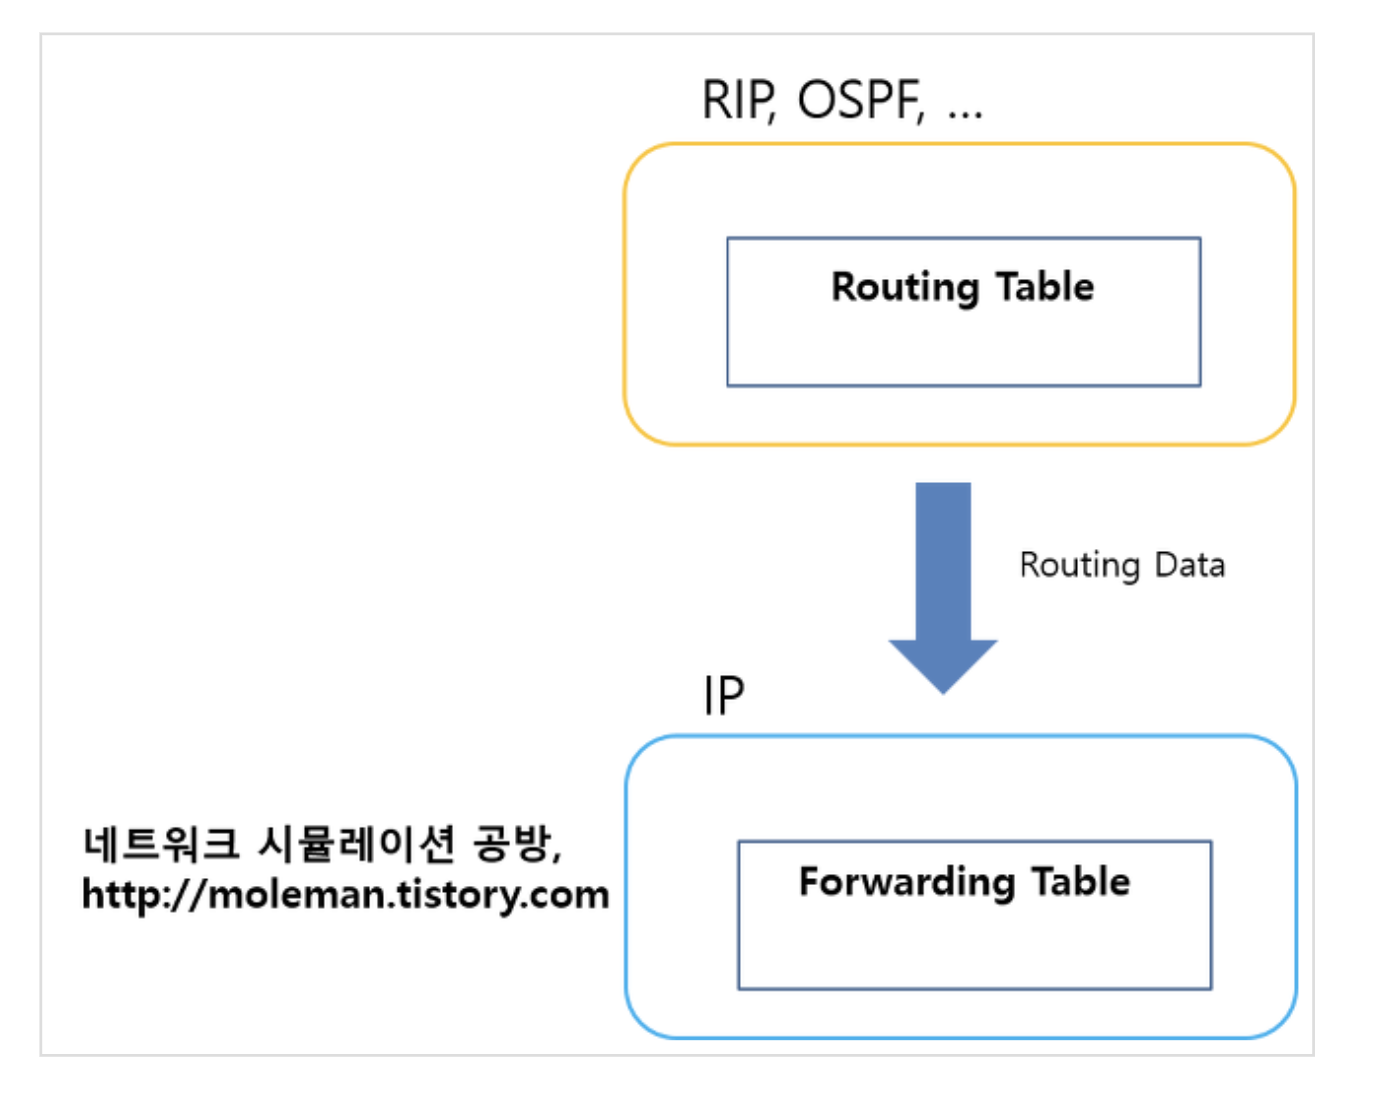 RIP, OSPF, ...
Routing Table
Routing Data
IP
네트워크 시뮬레이션 공방,
http://moleman.tistory.com
Forwarding Table